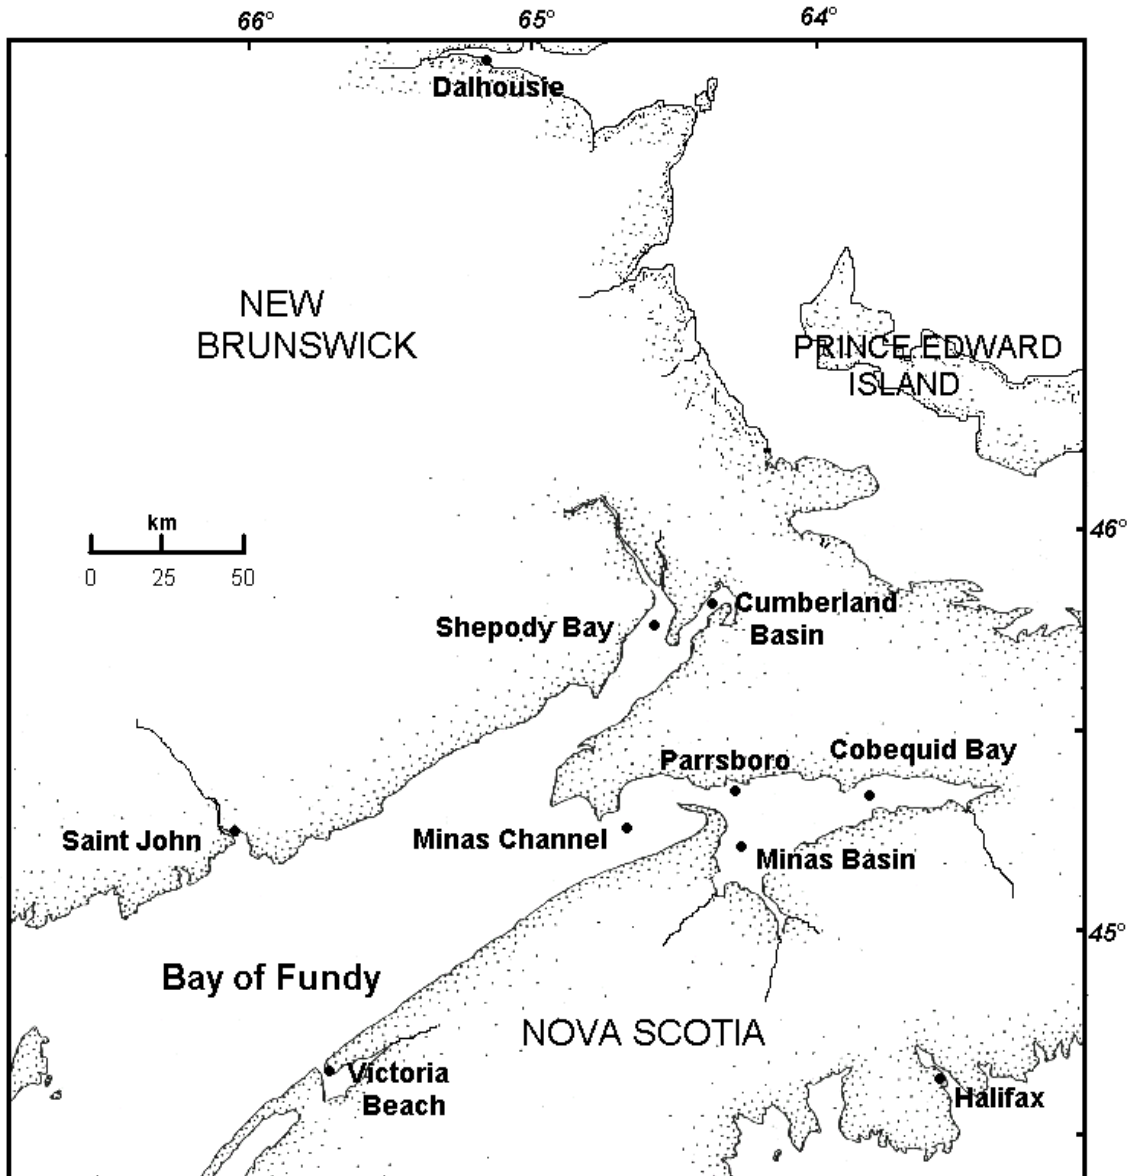 66° 65° 64°
Dalhousie
NEW
BRUNSWICK
PRINCE EDWARD
ISLAND
km
0 25 50
46°
Cumberland
Basin
Shepody Bay
Parrsboro
Cobequid Bay
Saint John
Minas Channel
Minas Basin
45°
Bay of Fundy
NOVA SCOTIA
Victoria
Beach
Halifax